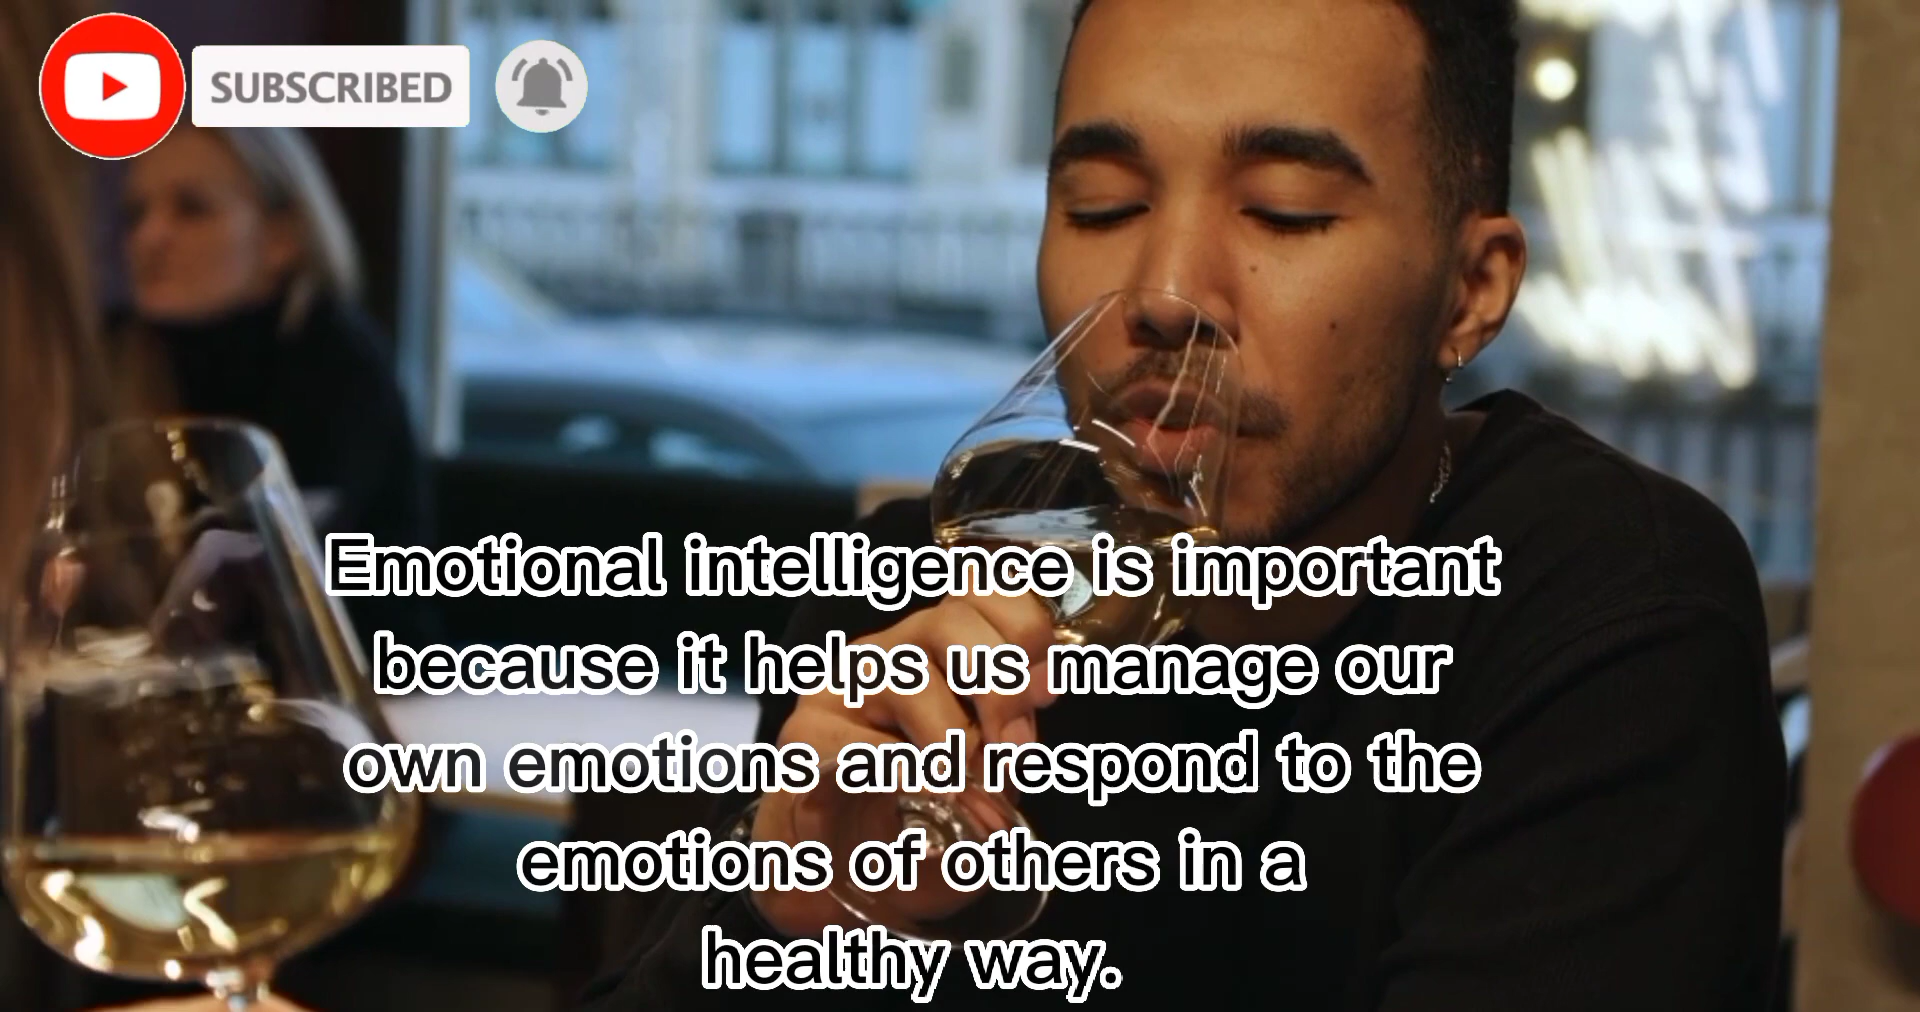 SUBSCRIBED
Emotional intelligence is important
because it helps us manage our
own emotions and respond to the
emotions of others in a
healthy way.